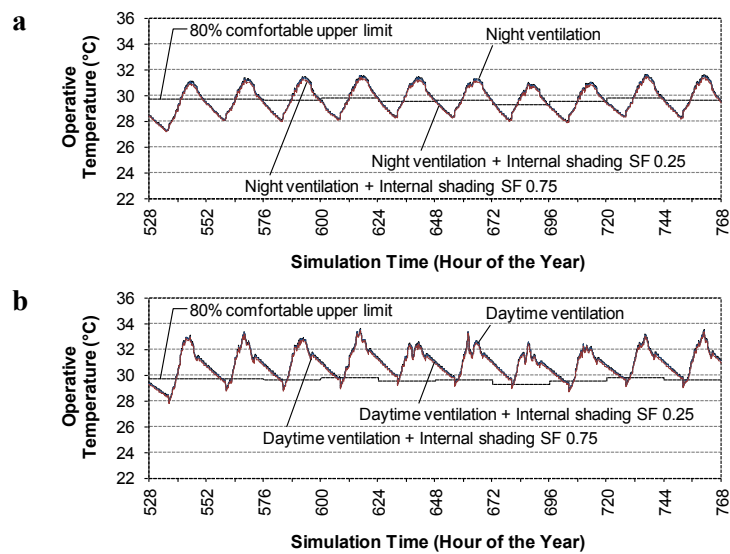 a
36
34
32
30
28
26
24
22
Operative
Temperature (°C)
80% comfortable upper limit
Night ventilation
Night ventilation + Internal shading SF 0.25
Night ventilation + Internal shading SF 0.75
528
552
576
600
624
648
672
696
720
744
768
Simulation Time (Hour of the Year)
b
36
34
32
30
28
26
24
22
Operative
Temperature (°C)
80% comfortable upper limit
Daytime ventilation
Daytime ventilation + Internal shading SF 0.25
Daytime ventilation + Internal shading SF 0.75
528
552
576
600
624
648
672
696
720
744
768
Simulation Time (Hour of the Year)